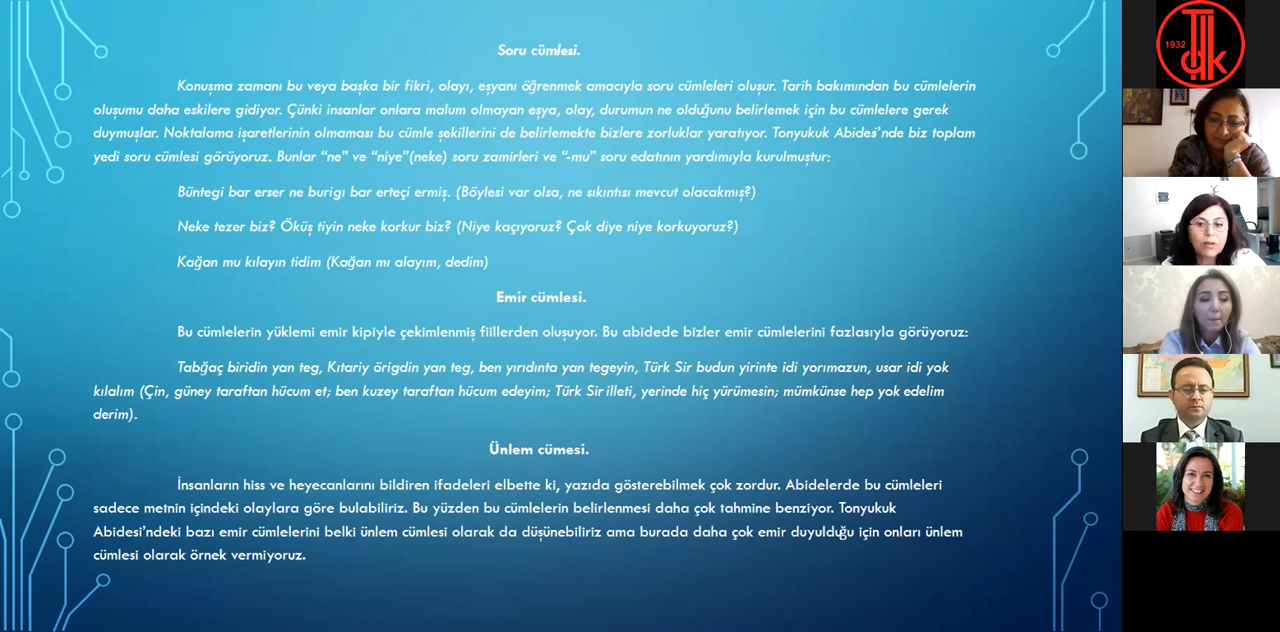 Soru cümlesi.
Konuşma zamanı bu veya başka bir fikri, olayı, eşyanı öğrenmek amacıyla soru cümleleri oluşur. Tarih bakımından bu cümlelerin
oluşumu daha eskilere gidiyor. Çünki insanlar onlara malum olmayan eşya, olay, durumun ne olduğunu belirlemek için bu cümlelere gerek
duymuşlar. Noktalama işaretlerinin olmaması bu cümle şekillerini de belirlemekte bizlere zorluklar yaratıyor. Tonyukuk Abides'nde biz toplam
yedi soru cümlesi görüyoruz. Bunlar “ne” ve “niye”(neke) soru zamirleri ve “-mu” soru edatının yardımıyla kurulmuştur:
Büntegi bar erser ne burigı bar erteçi ermiş. (Böylesi var olsa, ne sıkıntısı mevcut olacakmış?)
Neke tezer biz? Öküş tiyin neke korkur biz? (Niye kaçıyoruz? Çok diye niye korkuyoruz?)
Kağan mu kılayın tidim (Kağan mı alayım, dedim)
Emir cümlesi.
Bu cümlelerin yüklemi emir kipiyle çekimlenmiş fiillerden oluşuyor. Bu abidede bizler emir cümlelerini fazlasıyla görüyoruz:
Tabğaç biridin yan teg, Kıtariy örigdin yan teg, ben yırıdınta yan tegeyin, Türk Sir budun yirinte idi yorımazun, usar idi yok
kılalım (Çin, güney taraftan hücum et; ben kuzey taraftan hücum edeyim; Türk Sir illeti, yerinde hiç yürümesin; mümkünse hep yok edelim
derim).
Ünlem cümesi.
İnsanların hiss ve heyecanlarını bildiren ifadeleri elbette ki, yazıda gösterebilmek çok zordur. Abidelerde bu cümleleri
sadece metnin içindeki olaylara göre bulabiliriz. Bu yüzden bu cümlelerin belirlenmesi daha çok tahmine benziyor. Tonyukuk
Abidesi'ndeki bazı emir cümlelerini belki ünlem cümlesi olarak da düşünebiliriz ama burada daha çok emir duyulduğu için onları ünlem
cümlesi olarak örnek vermiyoruz.
1932